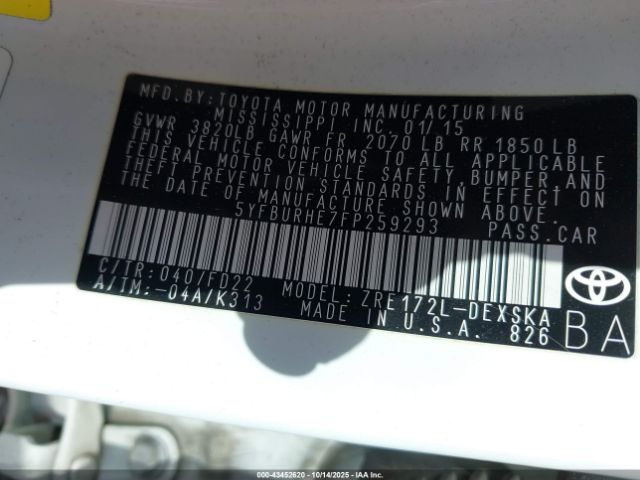 MFD.BY:TOYOTA MOTOR MANUFACTURING
MISSISSIPPI, INC. 01/15
GVWR 3820LB GAWR FR 2070 LB RR 1850 LB
THIS VEHICLE CONFORMS TO ALL APPLICABLE
FEDERAL MOTOR VEHICLE SAFETY, BUMPER, AND
THEFT PREVENTION STANDARDS IN EFFECT ON
THE DATE OF MANUFACTURE SHOWN ABOVE.
5YFBURHE7FP259293 PASS.CAR
C/TR:040/FD22
A/TM:-04A/K313 MODEL:ZRE172L-DEXSKA
MADE IN U.S.A. 826
TOYOTA
BA
000-43452620 - 10/14/2025 - IAAI